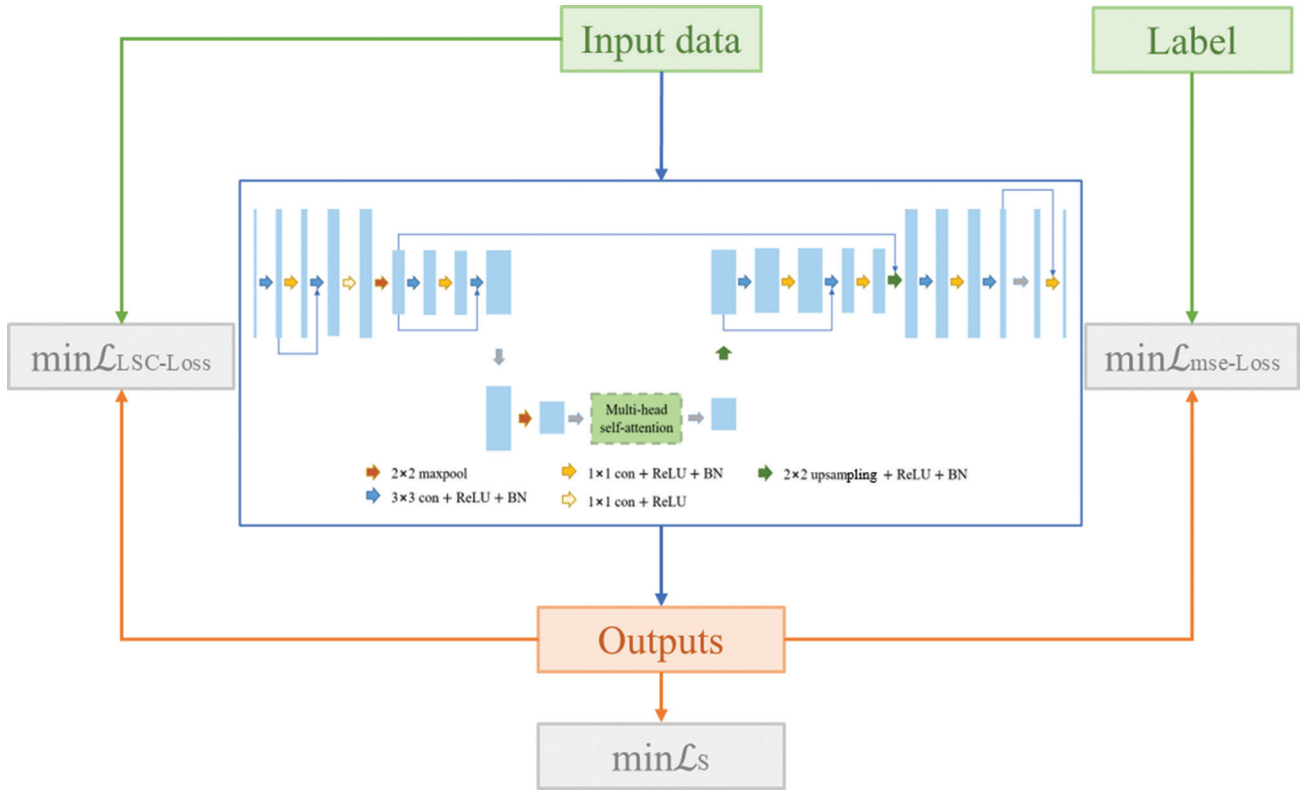 Input data
Label
minℒLSC-Loss
minℒmse-Loss
Multi-head
self-attention
2×2 maxpool
1×1 con + ReLU + BN
2×2 upsampling + ReLU + BN
3×3 con + ReLU + BN
1×1 con + ReLU
Outputs
minℒS